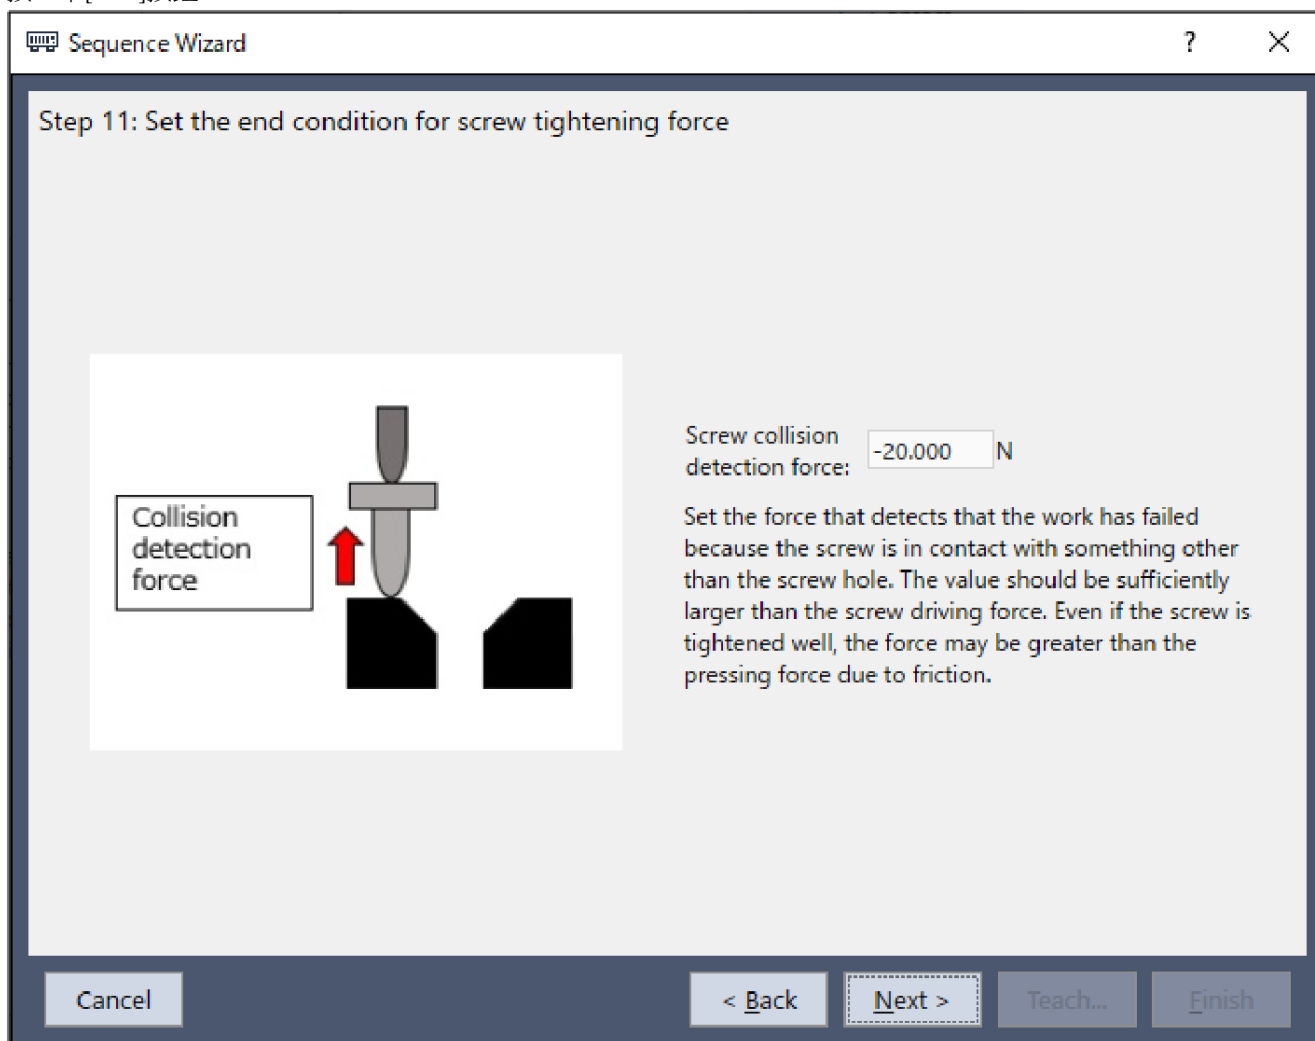 Sequence Wizard
?
Step 11: Set the end condition for screw tightening force
Collision
detection
force
Screw collision
detection force:
-20.000 N
Set the force that detects that the work has failed
because the screw is in contact with something other
than the screw hole. The value should be sufficiently
larger than the screw driving force. Even if the screw is
tightened well, the force may be greater than the
pressing force due to friction.
Cancel
< Back
Next >
Teach...
Finish